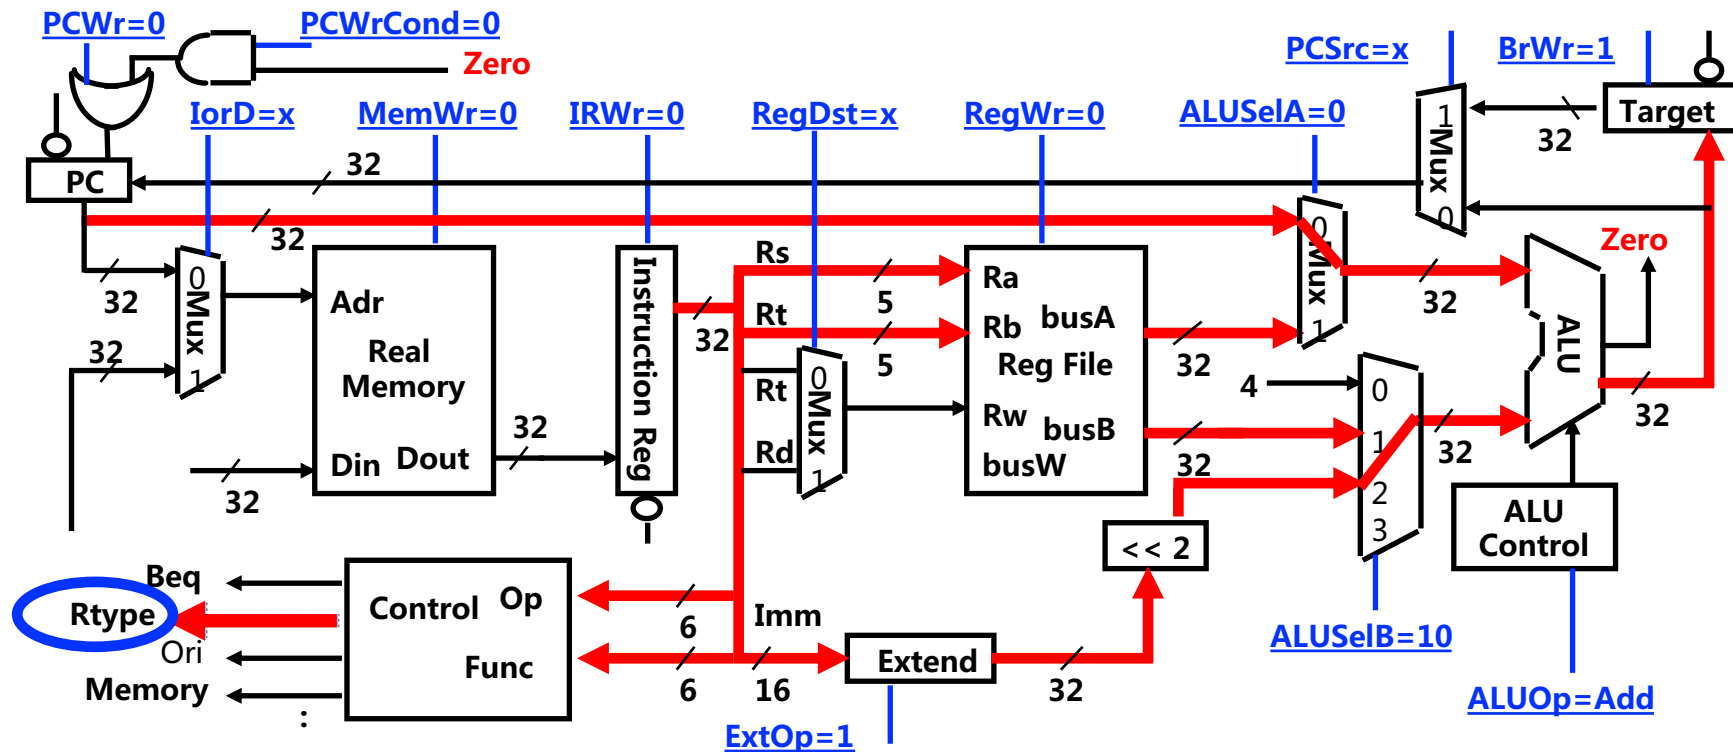 PCWr=0
PCWrCond=0
Zero
PCSrc=x
BrWr=1
IorD=x
MemWr=0
IRWr=0
RegDst=x
RegWr=0
ALUSelA=0
1
Mux
0
Target
32
PC
32
32
0
Mux
1
32
32
32
Adr
Real
Memory
Din
Dout
32
Instruction Reg
32
Rs
5
Rt
5
Rt
Rd
0
Mux
1
Ra
Rb
busA
Reg File
Rw
busB
busW
32
32
0
Mux
1
32
4
0
1
2
3
32
Zero
ALU
32
ALU
Control
<< 2
Beq
Rtype
Ori
Memory
:
Control
Op
Func
6
6
Imm
16
Extend
32
ExtOp=1
ALUSelB=10
ALUOp=Add